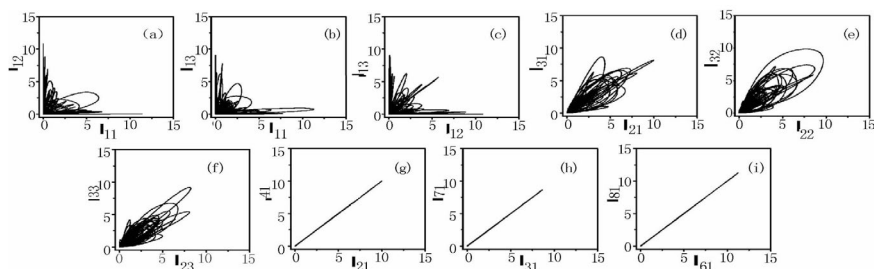 15 (a) 15 (b) 15 (c) 15 (d) 15 (e)
10 10 10 10 10
I12 I13 I13 I31 I32
5 5 5 5 5
0 0 0 0 0
0 5 10 15 0 5 10 15 0 5 10 15 0 5 10 15 0 5 10 15
I11 I11 I12 I21 I22
15 (f) 15 (g) 15 (h) 15 (i)
10 10 10 10
I33 I41 I71 I81
5 5 5 5
0 0 0 0
0 5 10 15 0 5 10 15 0 5 10 15 0 5 10 15
I23 I21 I31 I61